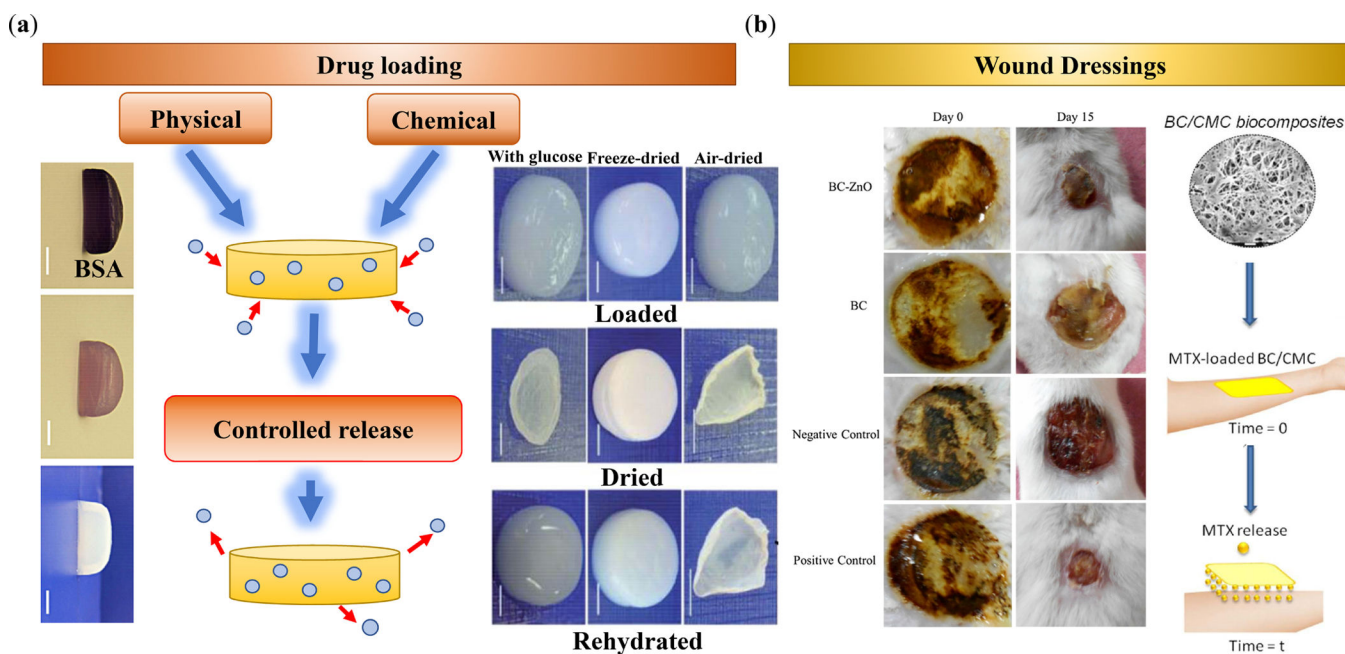 (a)
Drug loading
Physical
Chemical
BSA
With glucose
Freeze-dried
Air-dried
Loaded
Controlled release
Dried
Rehydrated
(b)
Wound Dressings
Day 0
Day 15
BC-ZnO
BC
Negative Control
Positive Control
BC/CMC biocomposites
MTX-loaded BC/CMC
Time = 0
MTX release
Time = t